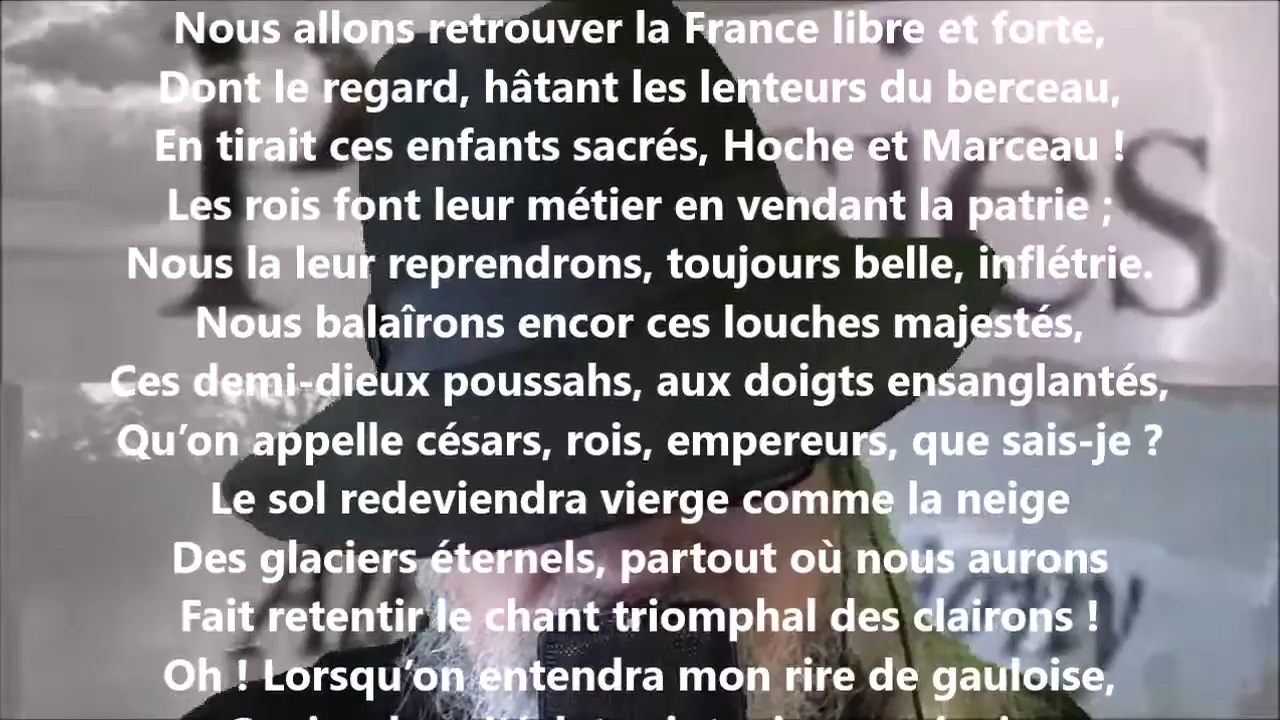 Nous allons retrouver la France libre et forte,
Dont le regard, hâtant les lenteurs du berceau,
En tirait ces enfants sacrés, Hoche et Marceau !
Les rois font leur métier en vendant la patrie ;
Nous la leur reprendrons, toujours belle, inflétrie.
Nous balaîrons encor ces louches majestés,
Ces demi-dieux poussahs, aux doigts ensanglantés,
Qu’on appelle césars, rois, empereurs, que sais-je ?
Le sol redeviendra vierge comme la neige
Des glaciers éternels, partout où nous aurons
Fait retentir le chant triomphal des clairons !
Oh ! Lorsqu’on entendra mon rire de gauloise,